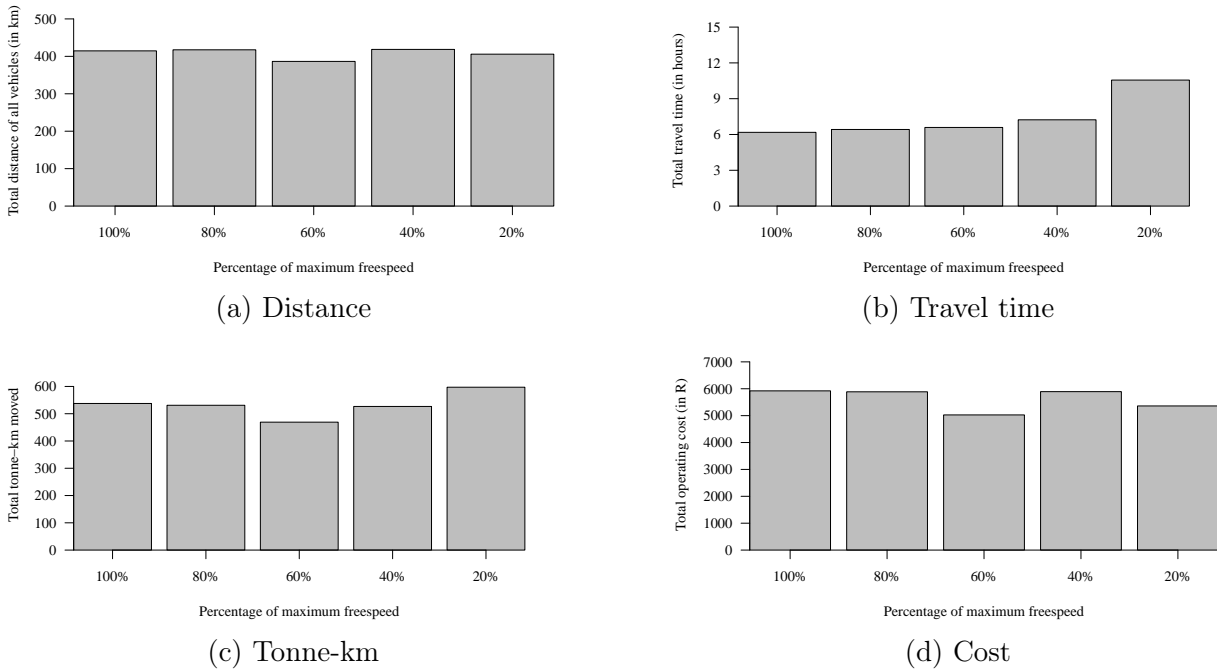 Total distance of all vehicles (in km)
500
400
300
200
100
0
100% 80% 60% 40% 20%
Percentage of maximum freespeed
(a) Distance
Total travel time (in hours)
15
12
9
6
3
0
100% 80% 60% 40% 20%
Percentage of maximum freespeed
(b) Travel time
Total tonne−km moved
600
500
400
300
200
100
0
100% 80% 60% 40% 20%
Percentage of maximum freespeed
(c) Tonne-km
Total operating cost (in R)
7000
6000
5000
4000
3000
2000
1000
0
100% 80% 60% 40% 20%
Percentage of maximum freespeed
(d) Cost